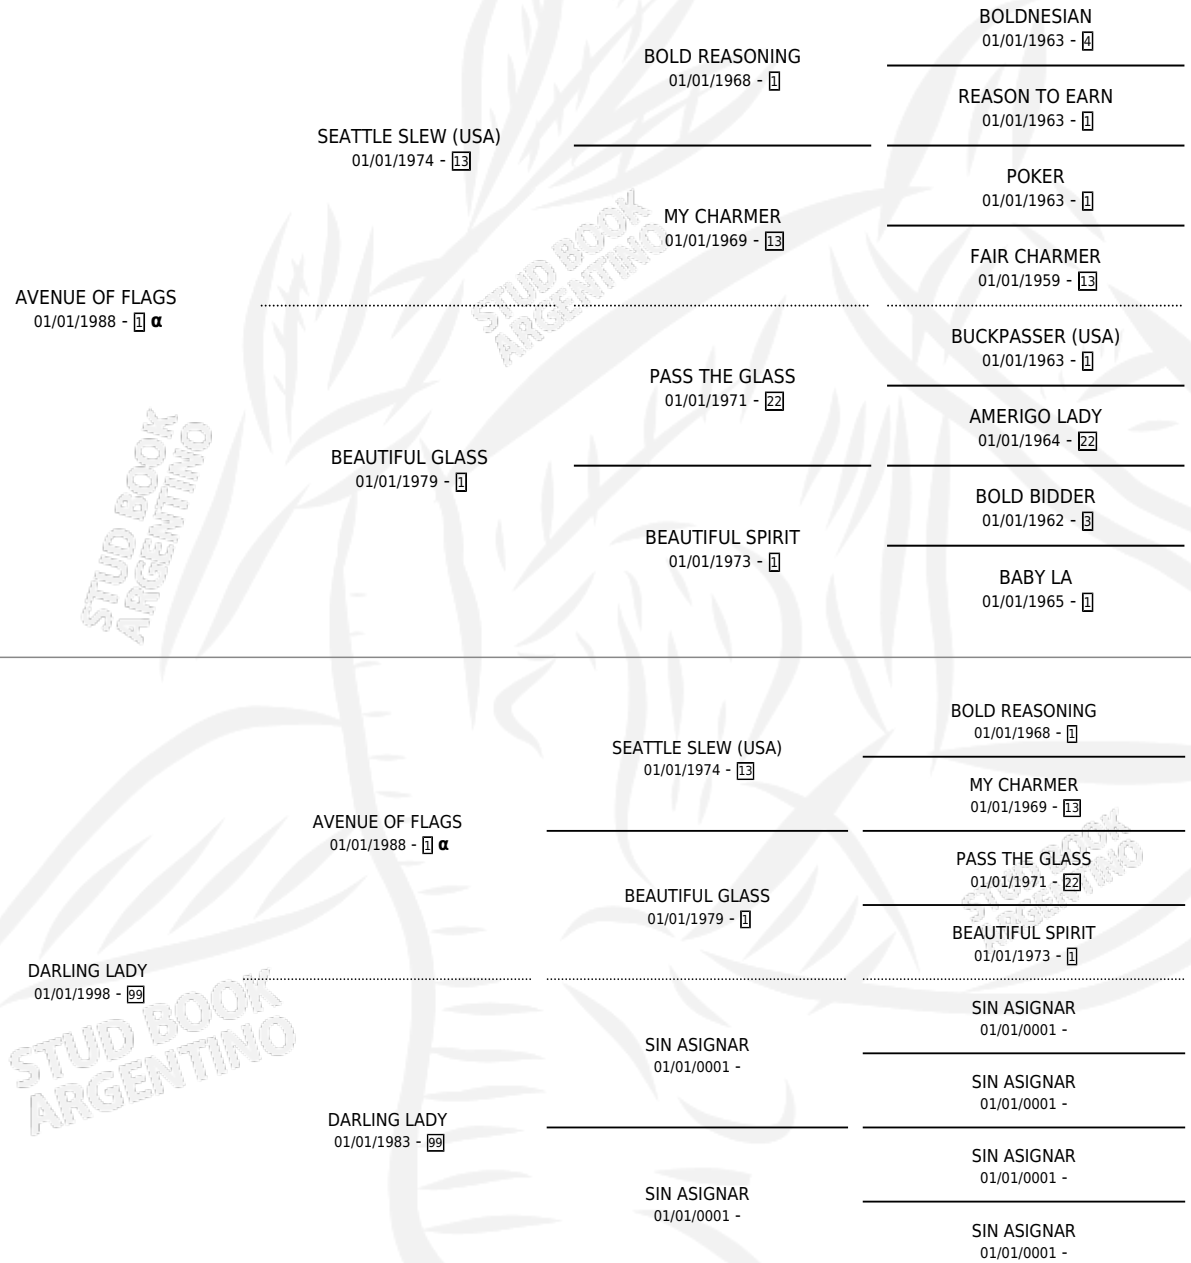 BOLDNESIAN
01/01/1963 - 4
BOLD REASONING
01/01/1968 - 1
REASON TO EARN
01/01/1963 - 1
SEATTLE SLEW (USA)
01/01/1974 - 13
POKER
01/01/1963 - 1
MY CHARMER
01/01/1969 - 13
FAIR CHARMER
01/01/1959 - 13
AVENUE OF FLAGS
01/01/1988 - 1 α
BUCKPASSER (USA)
01/01/1963 - 1
PASS THE GLASS
01/01/1971 - 22
AMERIGO LADY
01/01/1964 - 22
BEAUTIFUL GLASS
01/01/1979 - 1
BOLD BIDDER
01/01/1962 - 3
BEAUTIFUL SPIRIT
01/01/1973 - 1
BABY LA
01/01/1965 - 1
STUD BOOK
ARGENTINO
STUD BOOK
ARGENTINO
BOLD REASONING
01/01/1968 - 1
SEATTLE SLEW (USA)
01/01/1974 - 13
MY CHARMER
01/01/1969 - 13
AVENUE OF FLAGS
01/01/1988 - 1 α
PASS THE GLASS
01/01/1971 - 22
BEAUTIFUL GLASS
01/01/1979 - 1
BEAUTIFUL SPIRIT
01/01/1973 - 1
DARLING LADY
01/01/1998 - 99
SIN ASIGNAR
01/01/0001 -
SIN ASIGNAR
01/01/0001 -
SIN ASIGNAR
01/01/0001 -
DARLING LADY
01/01/1983 - 99
SIN ASIGNAR
01/01/0001 -
SIN ASIGNAR
01/01/0001 -
SIN ASIGNAR
01/01/0001 -
STUD BOOK
ARGENTINO
STUD BOOK
ARGENTINO